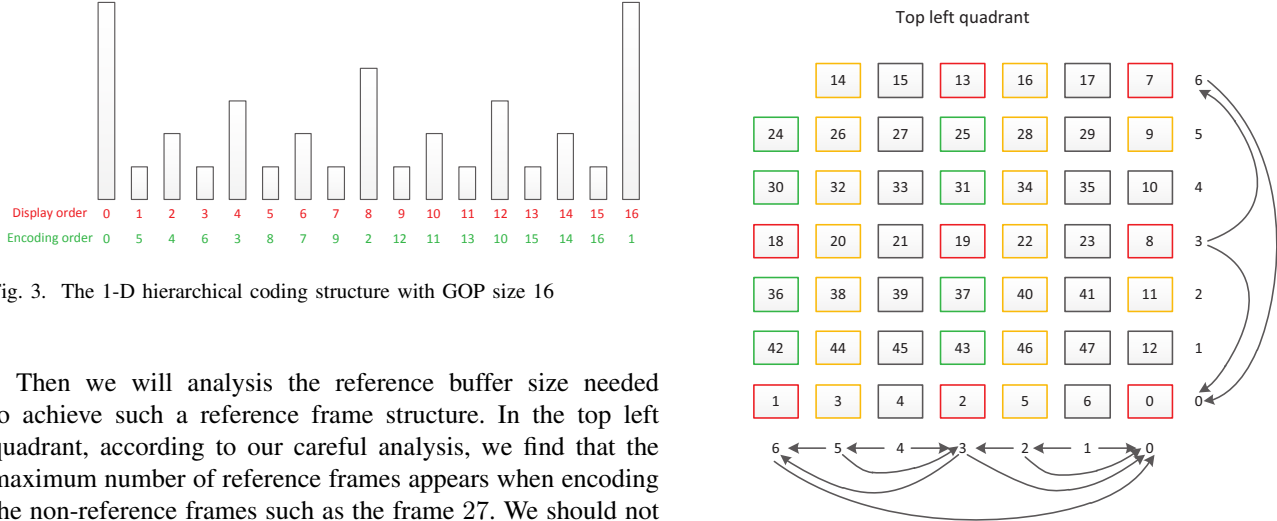 Display order 0 1 2 3 4 5 6 7 8 9 10 11 12 13 14 15 16
Encoding order 0 5 4 6 3 8 7 9 2 12 11 13 10 15 14 16 1
ig. 3. The 1-D hierarchical coding structure with GOP size 16
Then we will analysis the reference buffer size needed
o achieve such a reference frame structure. In the top left
quadrant, according to our careful analysis, we find that the
maximum number of reference frames appears when encoding
he non-reference frames such as the frame 27. We should not
Top left quadrant
14 15 13 16 17 7 6
24 26 27 25 28 29 9 5
30 32 33 31 34 35 10 4
18 20 21 19 22 23 8 3
36 38 39 37 40 41 11 2
42 44 45 43 46 47 12 1
1 3 4 2 5 6 0 0
6 5 4 3 2 1 0